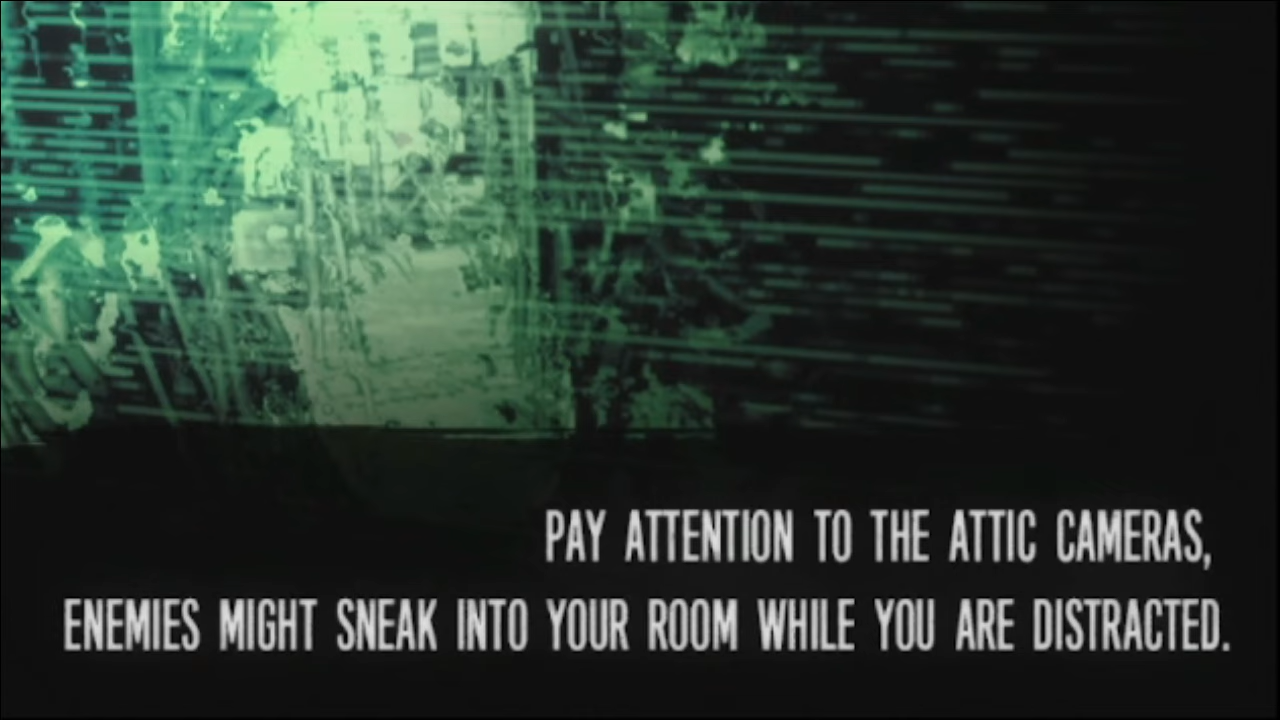 PAY ATTENTION TO THE ATTIC CAMERAS,
ENEMIES MIGHT SNEAK INTO YOUR ROOM WHILE YOU ARE DISTRACTED.